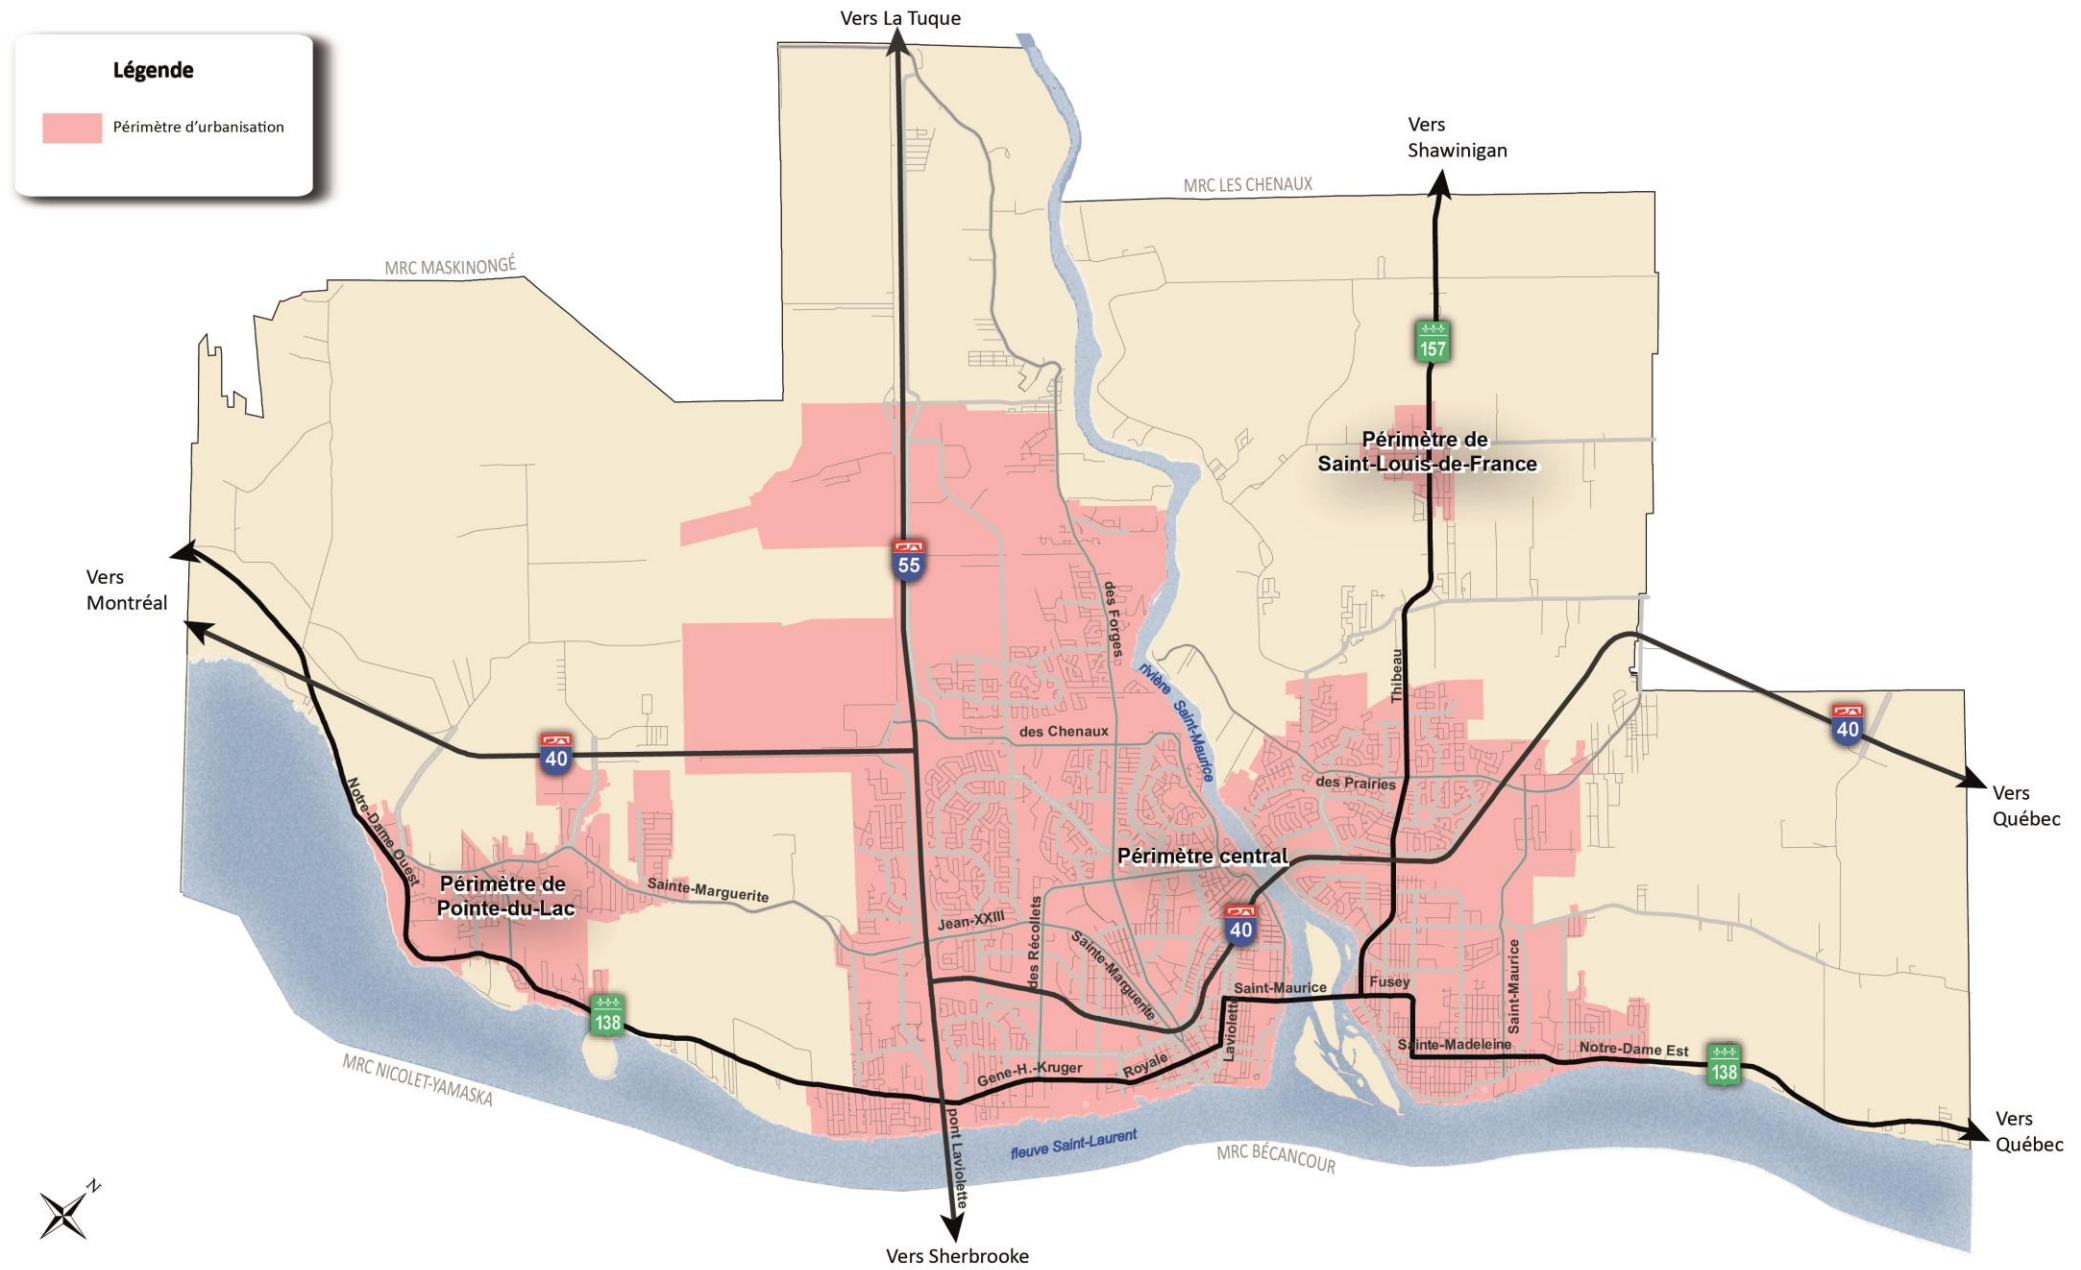 Vers La Tuque
Légende
Périmètre d'urbanisation
Vers
Shawinigan
MRC LES CHENAUX
MRC MASKINONGÉ
157
Périmètre de
Saint-Louis-de-France
55
Vers
Montréal
des Forges
Thibeau
rivière Saint-Maurice
des Chenaux
40
40
des Prairies
Vers
Québec
Notre-Dame Ouest
Périmètre central
Périmètre de
Pointe-du-Lac
Sainte-Marguerite
Jean-XXIII
des Récollets
Sainte-Marguerite
40
Saint-Maurice
Fusey
Saint-Maurice
138
Laviolette
Sainte-Madeleine
Notre-Dame Est
138
Gene-H.-Kruger
Royale
MRC NICOLET-YAMASKA
pont Laviolette
fleuve Saint-Laurent
MRC BÉCANCOUR
Vers
Québec
N
Vers Sherbrooke